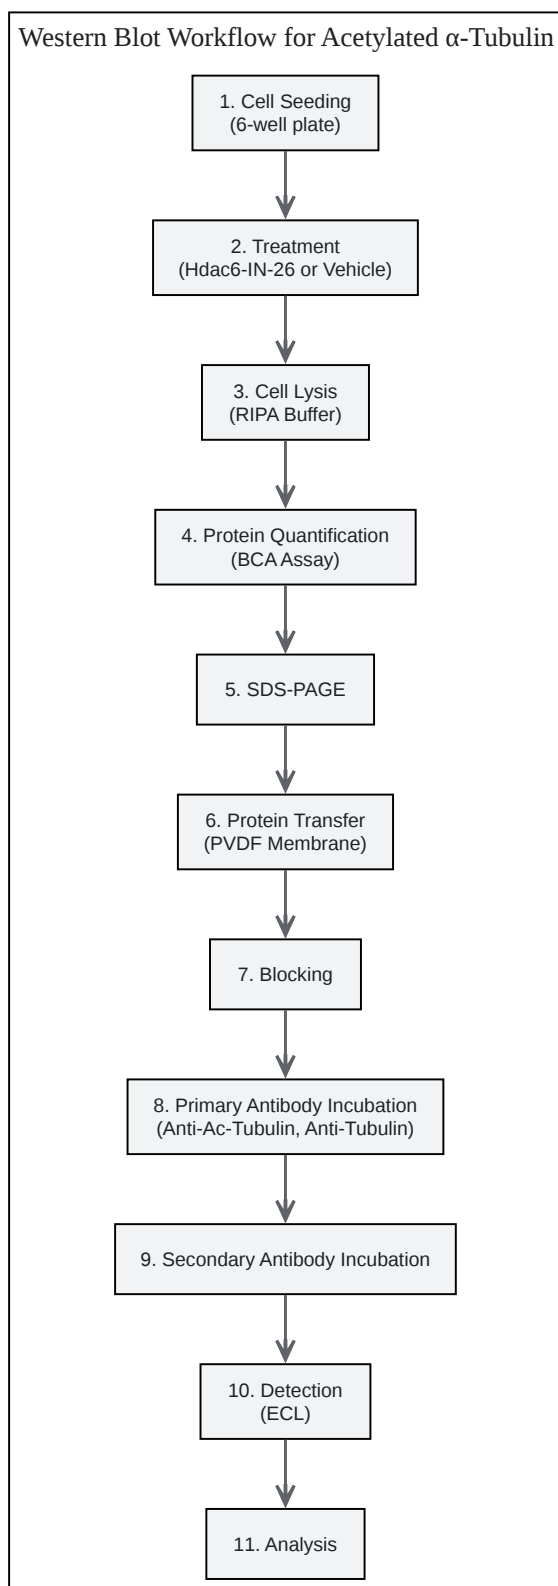 Western Blot Workflow for Acetylated α-Tubulin
1. Cell Seeding
(6-well plate)
2. Treatment
(Hdac6-IN-26 or Vehicle)
3. Cell Lysis
(RIPA Buffer)
4. Protein Quantification
(BCA Assay)
5. SDS-PAGE
6. Protein Transfer
(PVDF Membrane)
7. Blocking
8. Primary Antibody Incubation
(Anti-Ac-Tubulin, Anti-Tubulin)
9. Secondary Antibody Incubation
10. Detection
(ECL)
11. Analysis